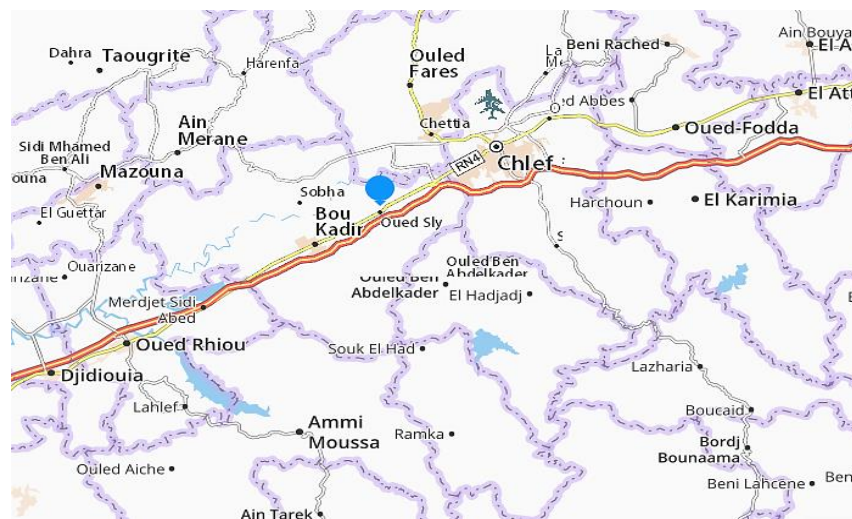 Dahra
Taougrite
Harenfa
Ouled
Fares
La
Beni Rached
Ain Bouya
El A
El Att
ed Abbes
O
Chettia
Oued-Fodda
Ain
Merane
Sidi Mhamed
Ben Ali
ouna
Mazouna
RN4
Chlef
Sobha
Harchoun
El Karimia
El Guettar
Bou
Kadir
Oued Sly
S
Ouarizane
rizane
Ouled Ben
Abdelkader
Ouled Ben
Abdelkader
El Hadjadj
Merdjet Sidi
Abed
Oued Rhiou
Souk El Had
Djidiouia
Lazharia
Lahlef
Boucaid
Ammi
Moussa
Ramka
Bordj
Bounaama
Ouled Aiche
Beni Lahcene
Ben
Ain Tarek